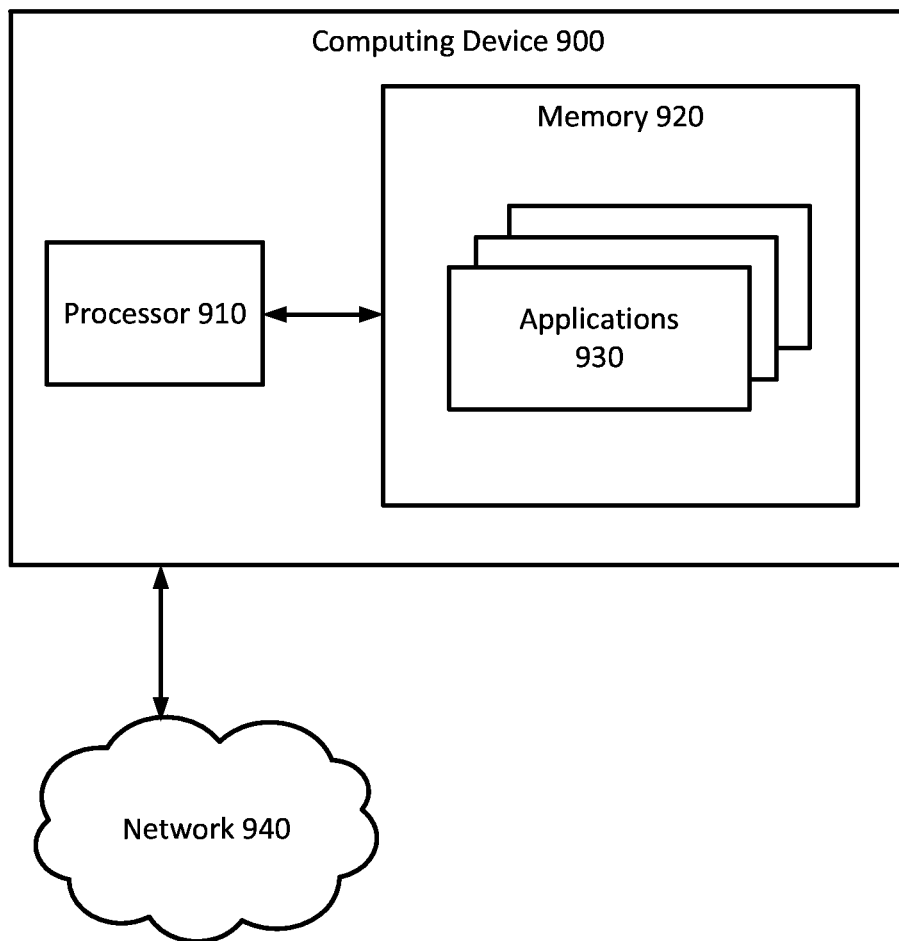 Computing Device 900
Memory 920
Processor 910
Applications
930
Network 940